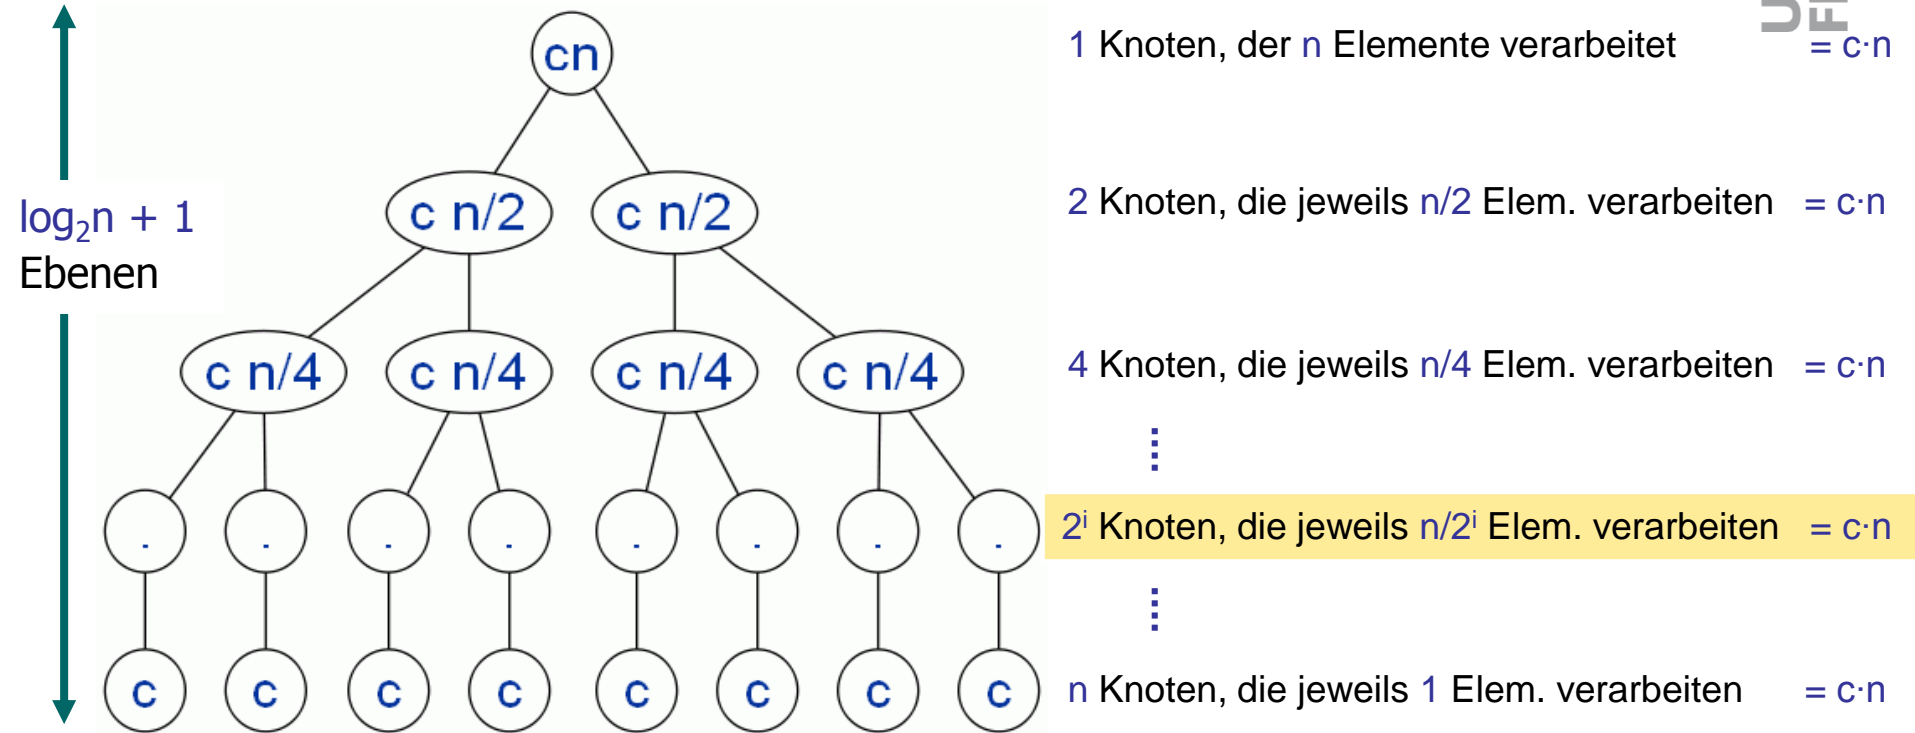 cn
1 Knoten, der n Elemente verarbeitet = c·n
c n/2 c n/2
2 Knoten, die jeweils n/2 Elem. verarbeiten = c·n
log₂n + 1
Ebenen
c n/4 c n/4 c n/4 c n/4
4 Knoten, die jeweils n/4 Elem. verarbeiten = c·n
. . . . . . . .
2ⁱ Knoten, die jeweils n/2ⁱ Elem. verarbeiten = c·n
c c c c c c c c
n Knoten, die jeweils 1 Elem. verarbeiten = c·n